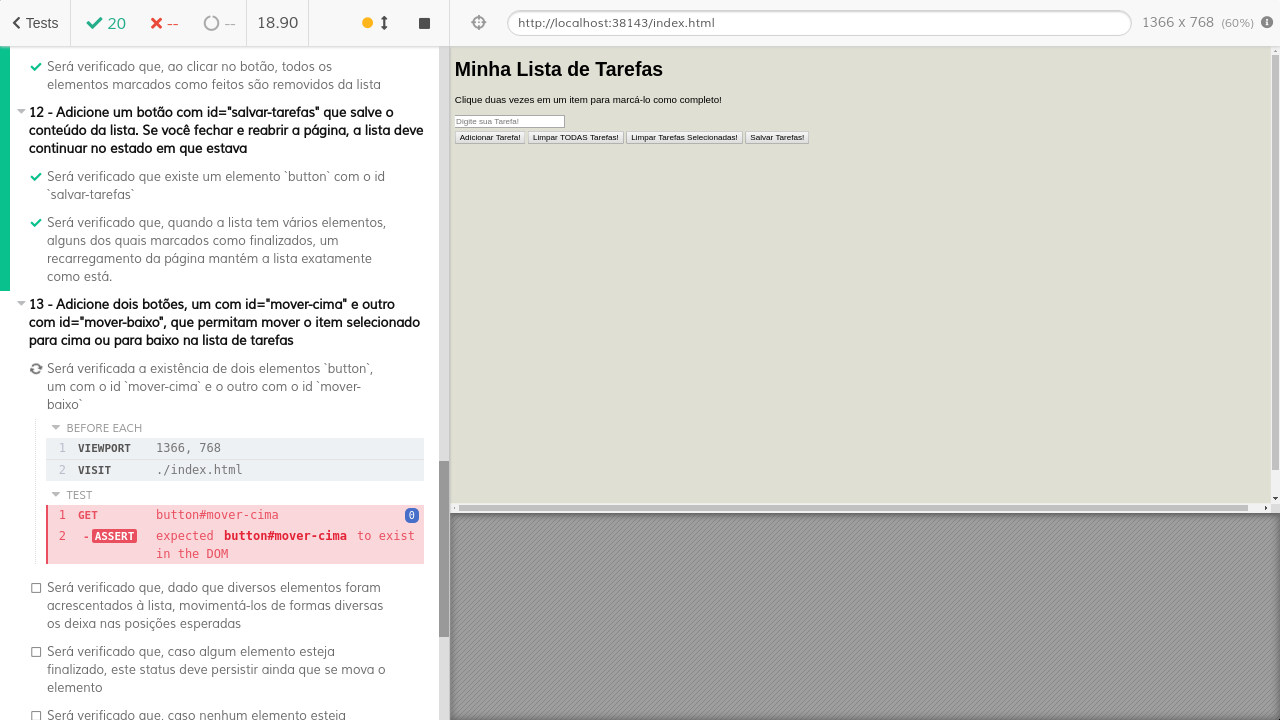 Tests
20
--
--
18.90
http://localhost:38143/index.html
1366 x 768 (60%)
Será verificado que, ao clicar no botão, todos os
elementos marcados como feitos são removidos da lista
12 - Adicione um botão com id="salvar-tarefas" que salve o
conteúdo da lista. Se você fechar e reabrir a página, a lista deve
continuar no estado em que estava
Será verificado que existe um elemento `button` com o id
`salvar-tarefas`
Será verificado que, quando a lista tem vários elementos,
alguns dos quais marcados como finalizados, um
recarregamento da página mantém a lista exatamente
como está.
13 - Adicione dois botões, um com id="mover-cima" e outro
com id="mover-baixo", que permitam mover o item selecionado
para cima ou para baixo na lista de tarefas
Será verificada a existência de dois elementos `button`,
um com o id `mover-cima` e o outro com o id `mover-
baixo`
BEFORE EACH
1 VIEWPORT 1366, 768
2 VISIT ./index.html
TEST
1 GET button#mover-cima 0
2 -ASSERT expected button#mover-cima to exist
in the DOM
Será verificado que, dado que diversos elementos foram
acrescentados à lista, movimentá-los de formas diversas
os deixa nas posições esperadas
Será verificado que, caso algum elemento esteja
finalizado, este status deve persistir ainda que se mova o
elemento
Será verificado que, caso nenhum elemento esteja
Minha Lista de Tarefas
Clique duas vezes em um item para marcá-lo como completo!
Digite sua Tarefa!
Adicionar Tarefa! Limpar TODAS Tarefas! Limpar Tarefas Selecionadas! Salvar Tarefas!